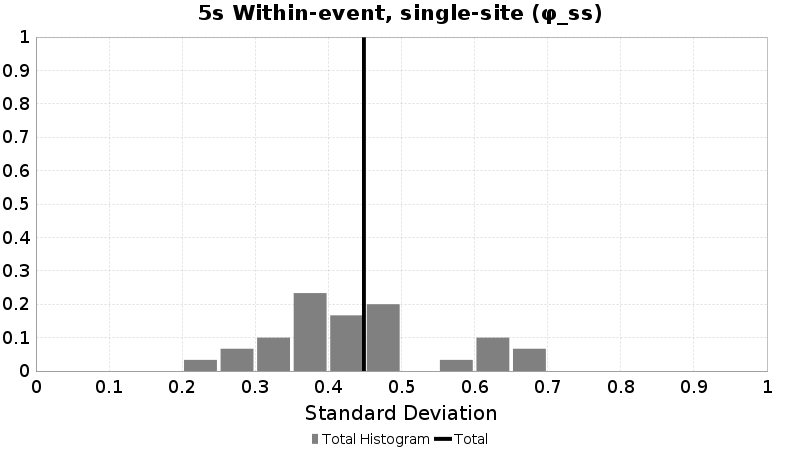 5s Within-event, single-site (φ_ss)
1
0.9
0.8
0.7
0.6
0.5
0.4
0.3
0.2
0.1
0
0 0.1 0.2 0.3 0.4 0.5 0.6 0.7 0.8 0.9 1
Standard Deviation
Total Histogram Total